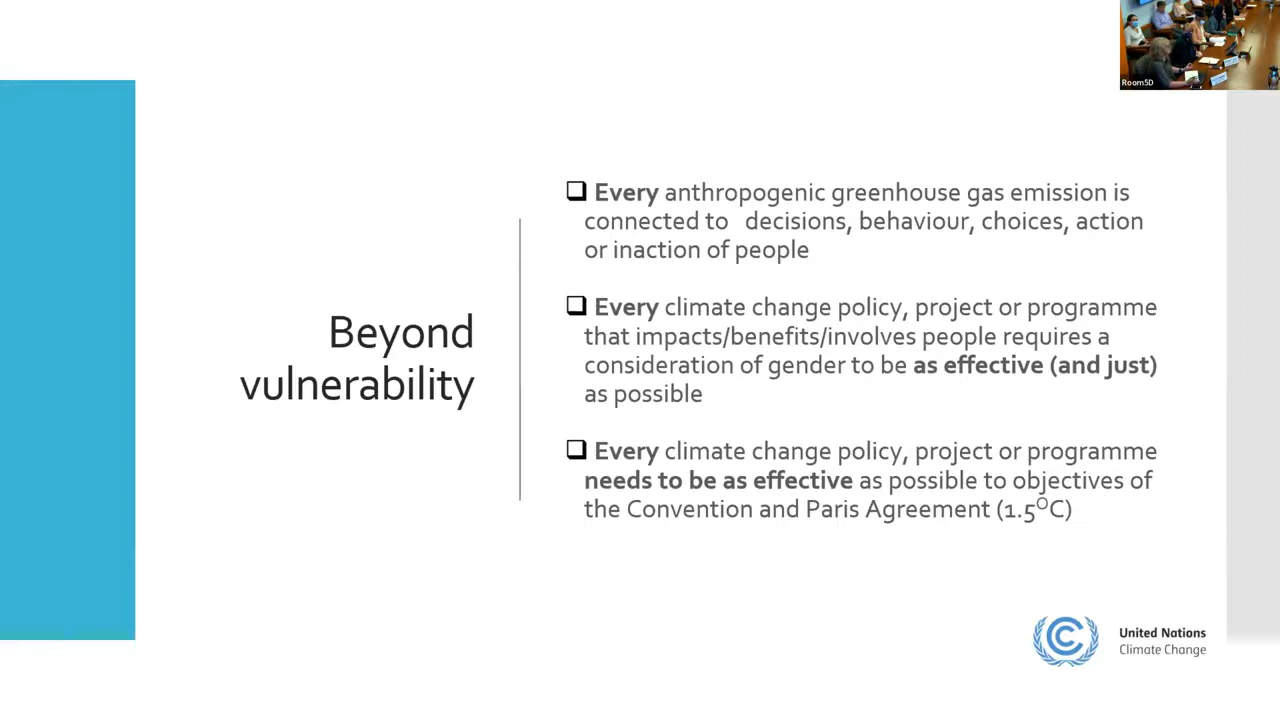 Room5D
Beyond
vulnerability
❑ Every anthropogenic greenhouse gas emission is
connected to decisions, behaviour, choices, action
or inaction of people
❑ Every climate change policy, project or programme
that impacts/benefits/involves people requires a
consideration of gender to be as effective (and just)
as possible
❑ Every climate change policy, project or programme
needs to be as effective as possible to objectives of
the Convention and Paris Agreement (1.5ᴼC)
United Nations
Climate Change